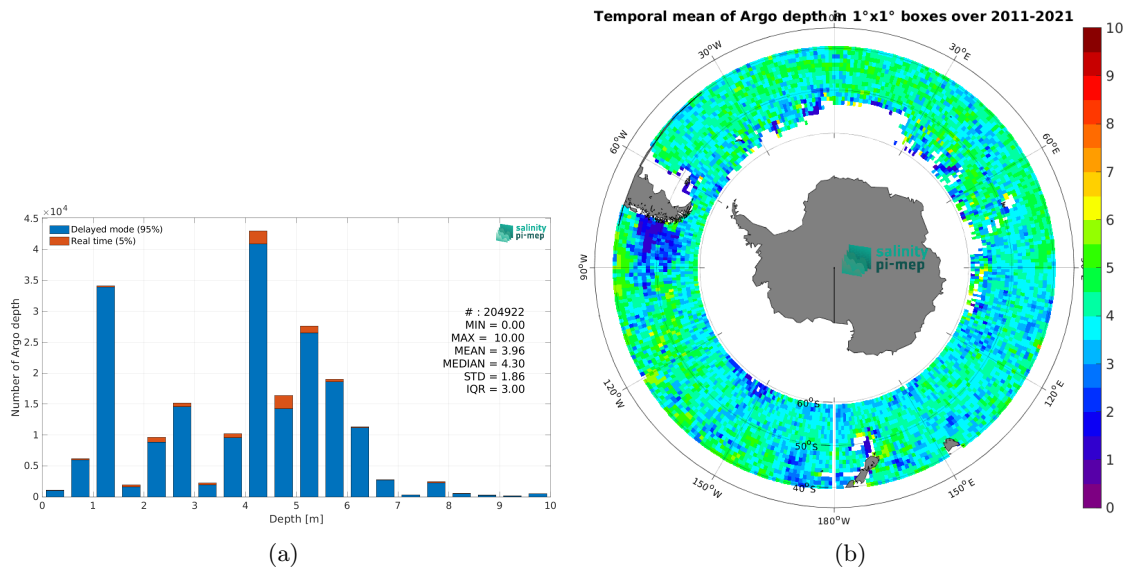 Temporal mean of Argo depth in 1°x1° boxes over 2011-2021
×10⁴
4.5
4
3.5
3
2.5
2
1.5
1
0.5
0
Number of Argo depth
Delayed mode (95%)
Real time (5%)
salinity
pi-mep
# : 204922
MIN = 0.00
MAX = 10.00
MEAN = 3.96
MEDIAN = 4.30
STD = 1.86
IQR = 3.00
0 1 2 3 4 5 6 7 8 9 10
Depth [m]
(a)
30°W
30°E
60°W
60°E
90°W
120°W
120°E
150°W
150°E
180°W
60°S
50°S
40°S
salinity
pi-mep
10
9
8
7
6
5
4
3
2
1
0
(b)